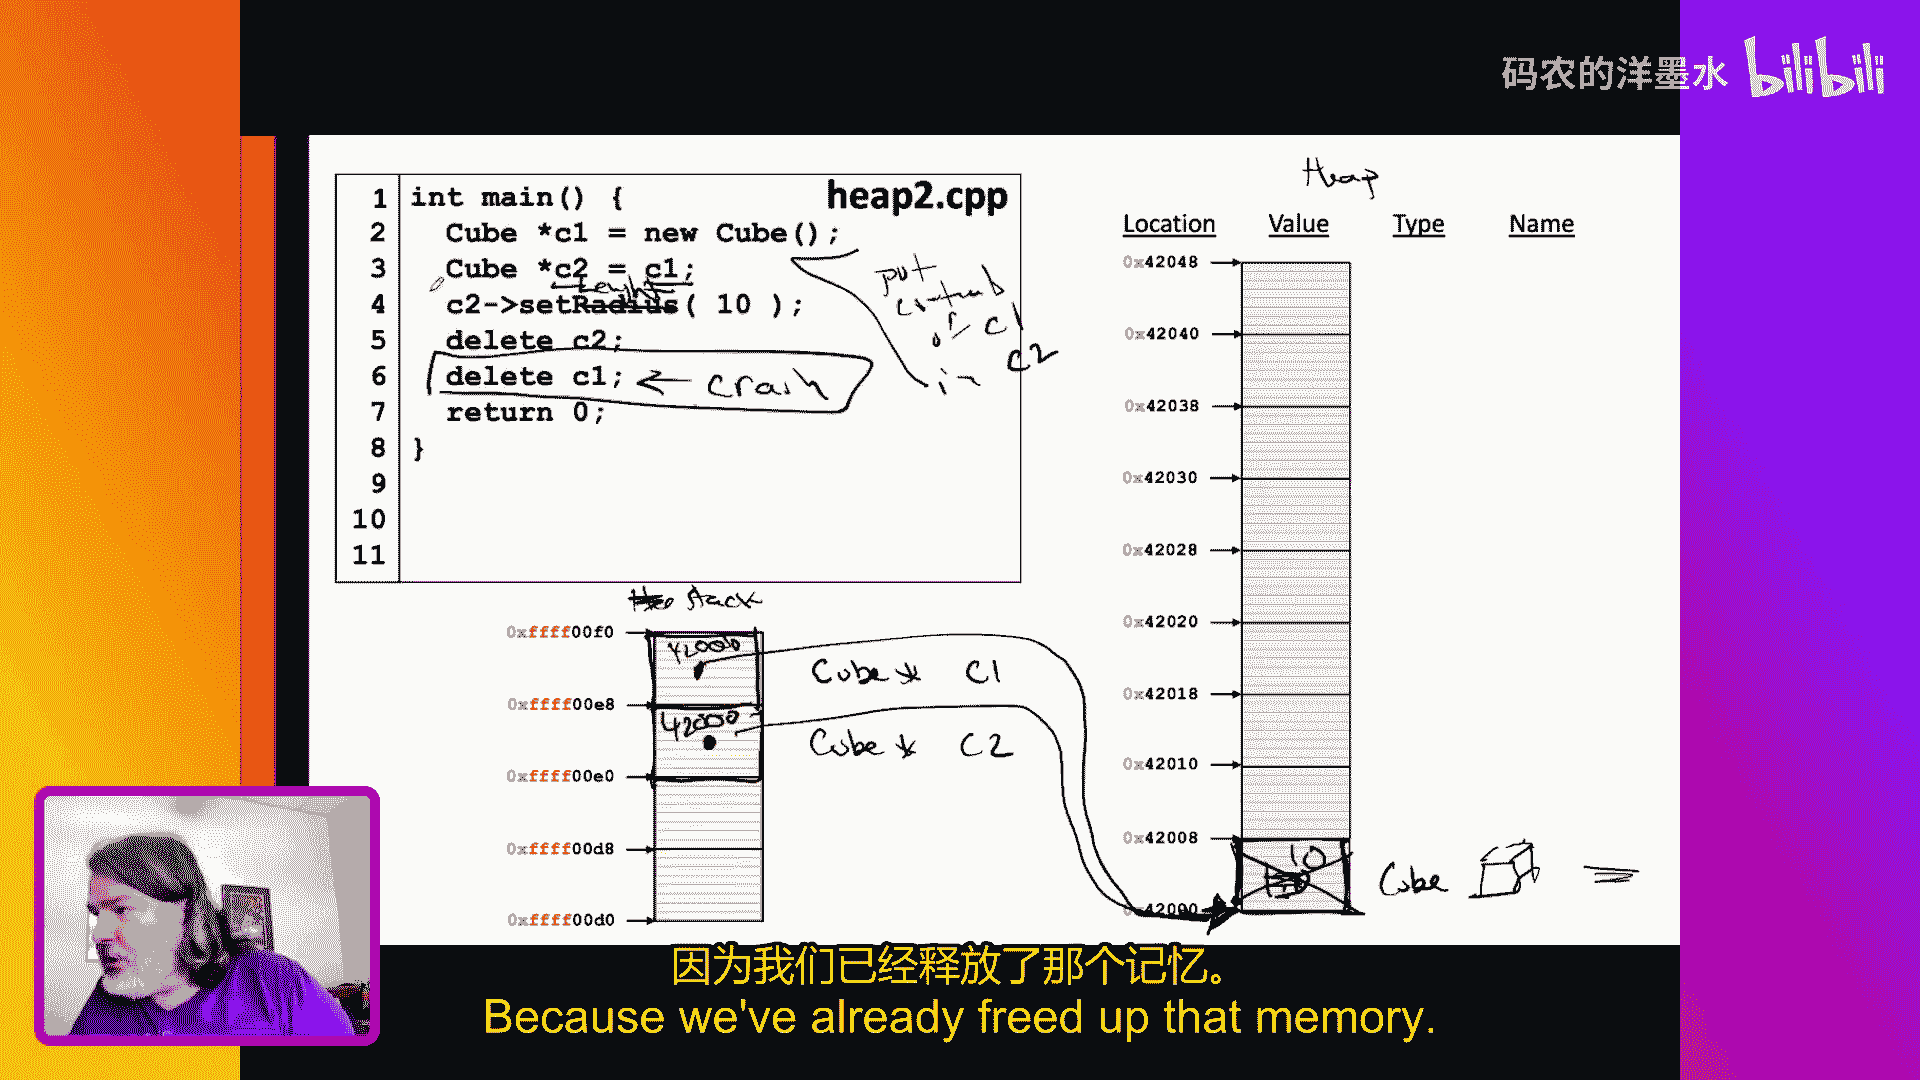 码农的洋墨水 bilibili
heap2.cpp
1 int main() {
2 Cube *c1 = new Cube();
3 Cube *c2 = c1;
lenght
4 c2->setRadius( 10 );
5 delete c2;
6 delete c1; ← crash
7 return 0;
8 }
9
10
11
put
of c1
in c2
Heap
Location Value Type Name
0x42048
0x42040
0x42038
0x42030
0x42028
0x42020
0x42018
0x42010
0x42008
10 Cube
0x42000
Stack
0xffff00f0
42000 Cube* C1
0xffff00e8
42000 Cube* C2
0xffff00e0
0xffff00d8
0xffff00d0
因为我们已经释放了那个记忆。
Because we've already freed up that memory.